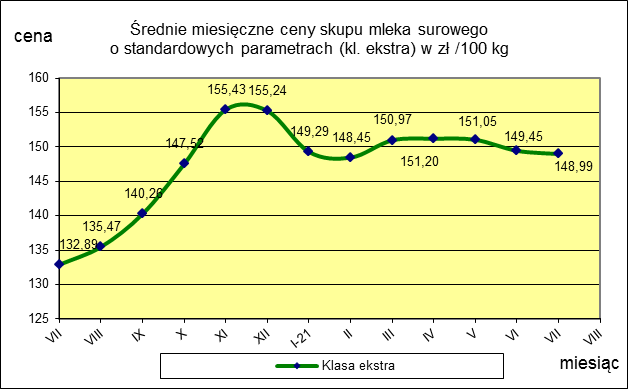 Średnie miesięczne ceny skupu mleka surowego
o standardowych parametrach (kl. ekstra) w zł /100 kg
cena
160
155
150
145
140
135
130
125
132,89
135,47
140,26
147,52
155,43
155,24
149,29
148,45
150,97
151,20
151,05
149,45
148,99
VII
VIII
IX
X
XI
XII
I-21
II
III
IV
V
VI
VII
VIII
miesiąc
Klasa ekstra